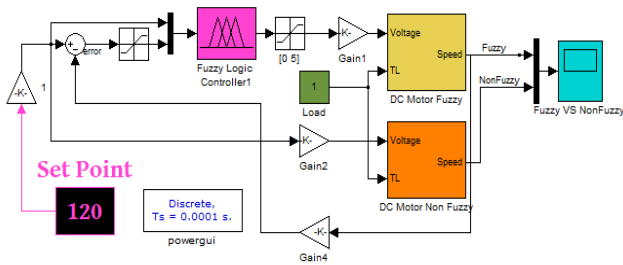 Voltage
Speed
TL
DC Motor Fuzzy
Fuzzy
NonFuzzy
Fuzzy VS NonFuzzy
error
Fuzzy Logic
Controller1
[0 5]
-K-
Gain1
1
Load
-K-
1
K-
Gain2
Voltage
Speed
TL
DC Motor Non Fuzzy
Set Point
120
Discrete,
Ts = 0.0001 s.
powergui
-K-
Gain4